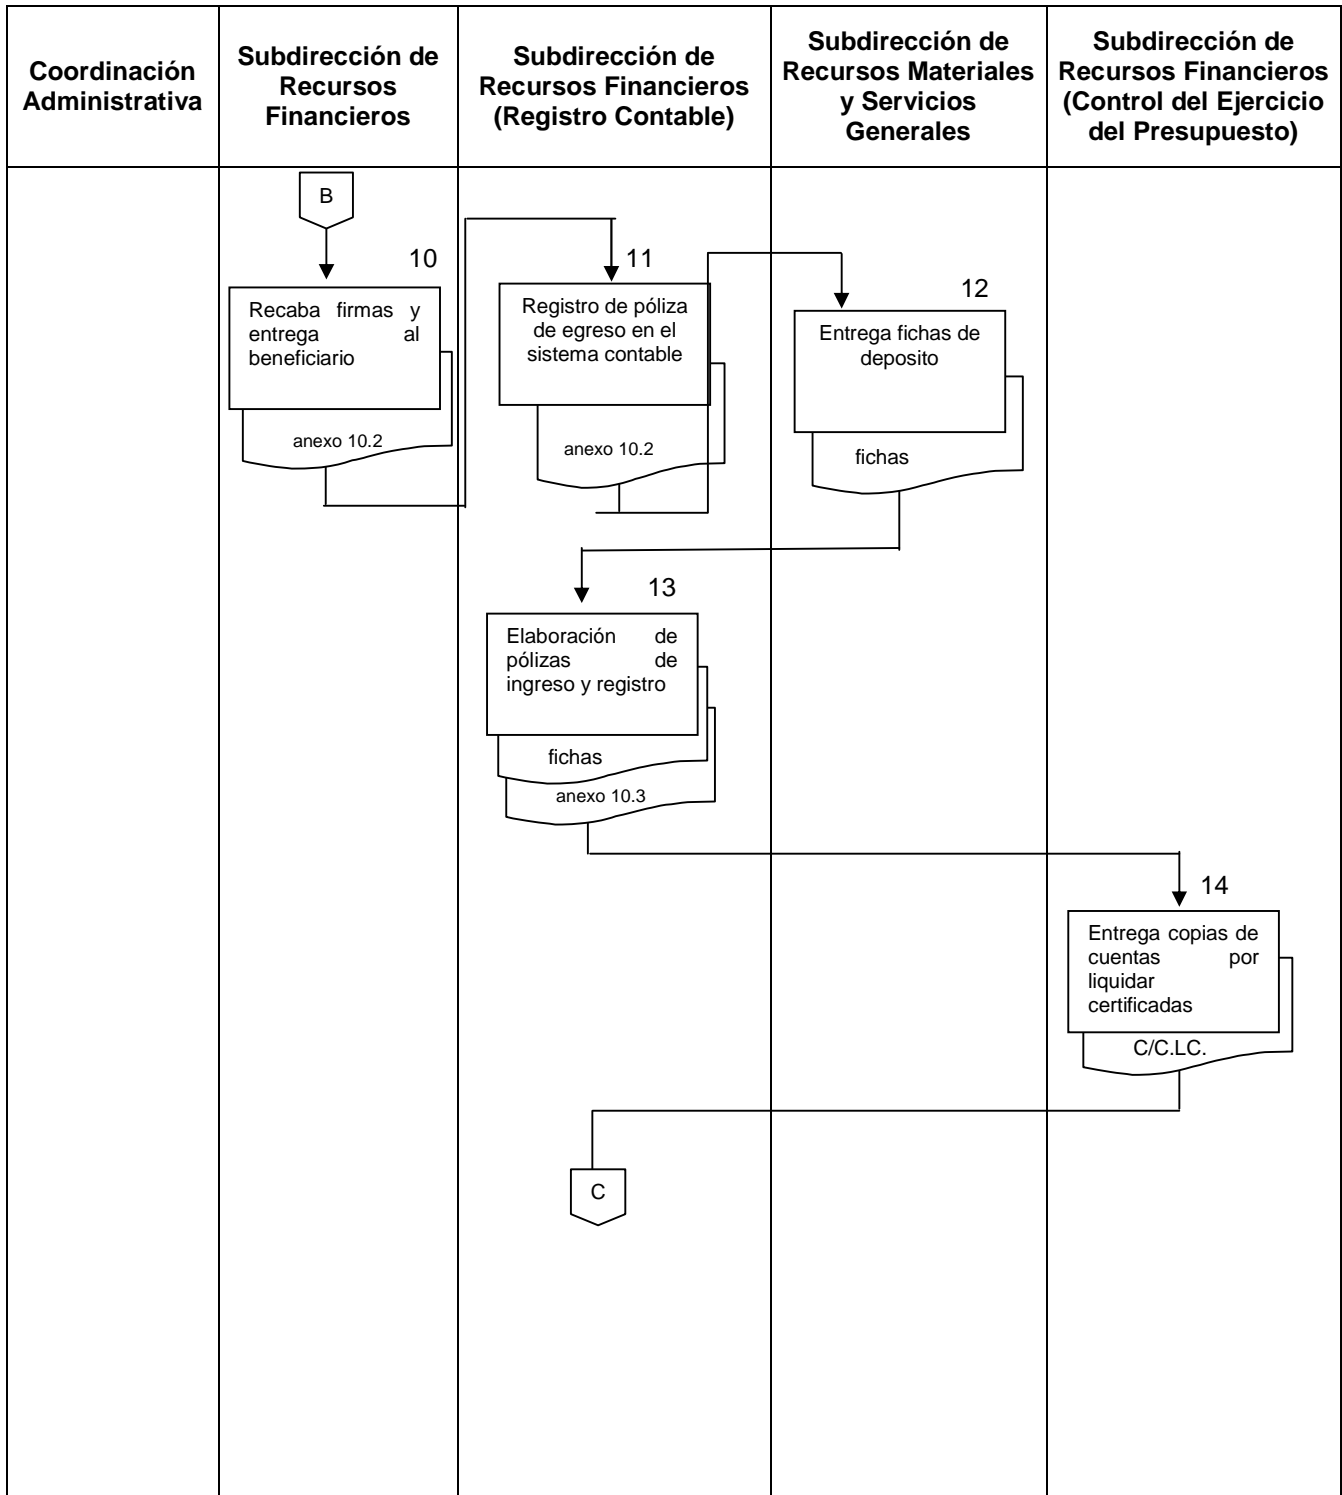 Coordinación
Administrativa
Subdirección de
Recursos
Financieros
Subdirección de
Recursos Financieros
(Registro Contable)
Subdirección de
Recursos Materiales
y Servicios
Generales
Subdirección de
Recursos Financieros
(Control del Ejercicio
del Presupuesto)
B
10
Recaba firmas y
entrega al
beneficiario
anexo 10.2
11
Registro de póliza
de egreso en el
sistema contable
anexo 10.2
12
Entrega fichas de
deposito
fichas
13
Elaboración de
pólizas de
ingreso y registro
fichas
anexo 10.3
14
Entrega copias de
cuentas por
liquidar
certificadas
C/C.LC.
C